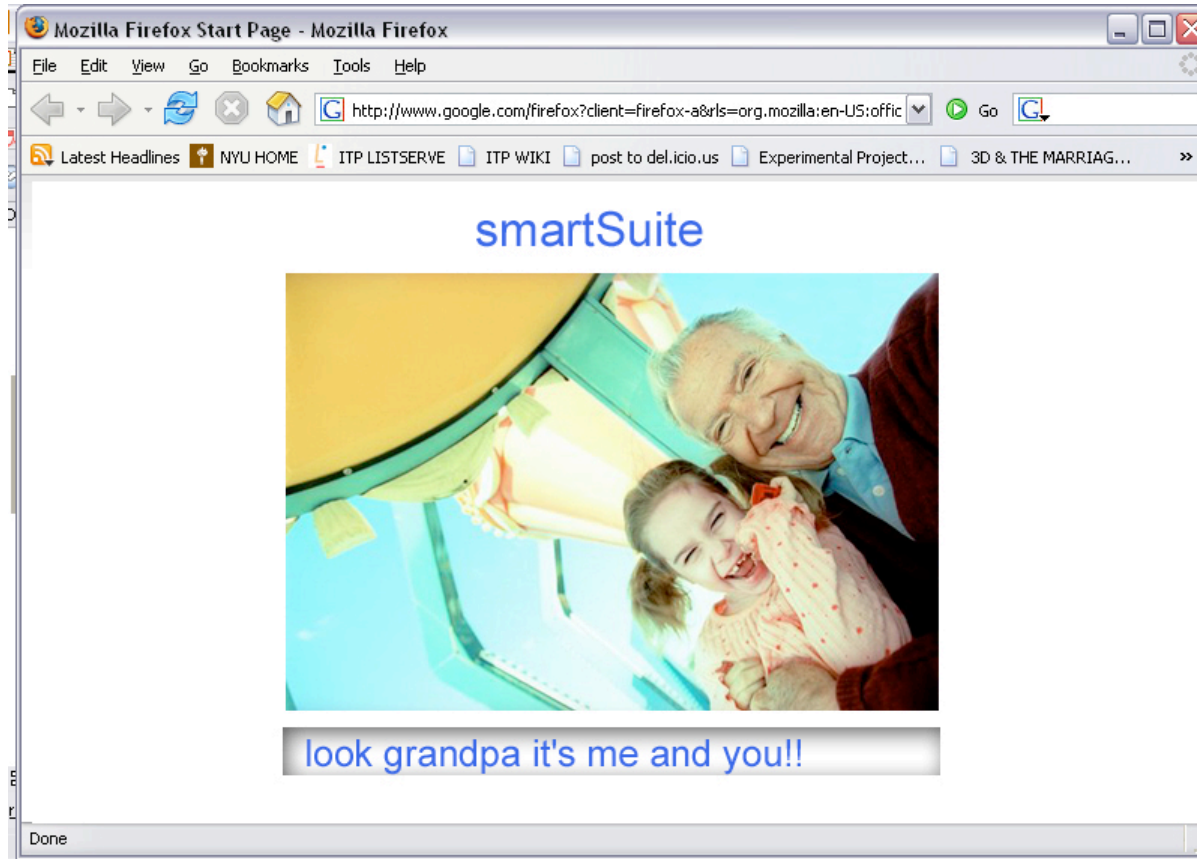 Mozilla Firefox Start Page - Mozilla Firefox
File Edit View Go Bookmarks Tools Help
http://www.google.com/firefox?client=firefox-a&rls=org.mozilla:en-US:offic Go
Latest Headlines NYU HOME ITP LISTSERVE ITP WIKI post to del.icio.us Experimental Project... 3D & THE MARRIAG... »
smartSuite
look grandpa it's me and you!!
Done